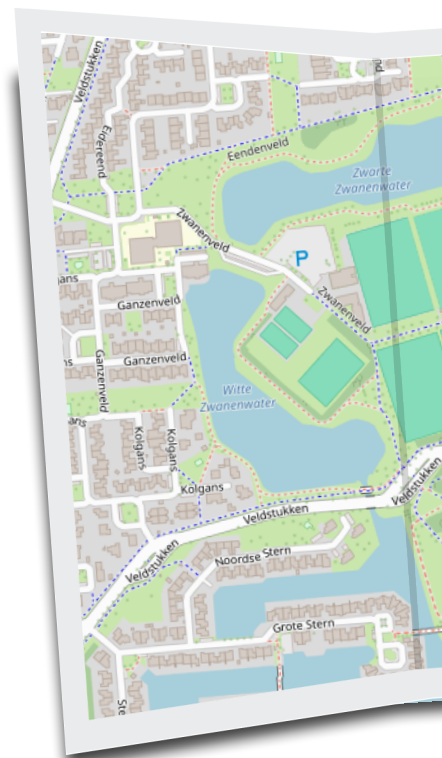 Veldstukken
Eidereend
Eendenveld
Zwarte
Zwanenwater
Zwanenveld
P
Zwanenveld
Ganzenveld
Ganzenveld
Ganzenveld
Witte
Zwanenwater
Kolgans
Kolgans
Kolgans
Veldstukken
Veldstukken
Veldstukken
Noordse Stern
Grote Stern